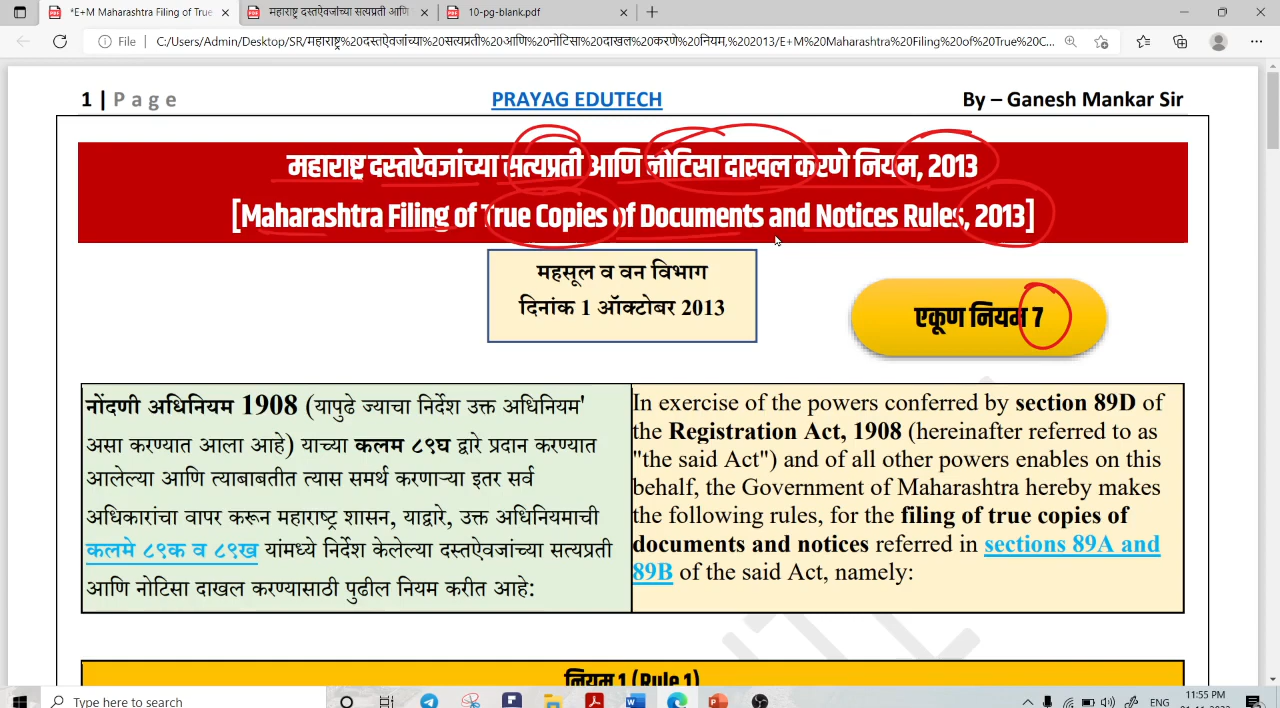 *E+M Maharashtra Filing of True
महाराष्ट्र दस्तऐवजांच्या सत्यप्रती आणि
10-pg-blank.pdf
File
C:/Users/Admin/Desktop/SR/महाराष्ट्र%20दस्तऐवजांच्या%20सत्यप्रती%20आणि%20नोटिसा%20दाखल%20करणे%20नियम,%202013/E+M%20Maharashtra%20Filing%20of%20True%20C...
1 | Page
PRAYAG EDUTECH
By – Ganesh Mankar Sir
महाराष्ट्र दस्तऐवजांच्या सत्यप्रती आणि नोटिसा दाखल करणे नियम, 2013
[Maharashtra Filing of True Copies of Documents and Notices Rules, 2013]
महसूल व वन विभाग
दिनांक 1 ऑक्टोबर 2013
एकूण नियम 7
नोंदणी अधिनियम 1908 (यापुढे ज्याचा निर्देश उक्त अधिनियम'
असा करण्यात आला आहे) याच्या कलम ८९घ द्वारे प्रदान करण्यात
आलेल्या आणि त्याबाबतीत त्यास समर्थ करणाऱ्या इतर सर्व
अधिकारांचा वापर करून महाराष्ट्र शासन, याद्वारे, उक्त अधिनियमाची
कलमे ८९क व ८९ख यांमध्ये निर्देश केलेल्या दस्तऐवजांच्या सत्यप्रती
आणि नोटिसा दाखल करण्यासाठी पुढील नियम करीत आहे:
In exercise of the powers conferred by section 89D of
the Registration Act, 1908 (hereinafter referred to as
"the said Act") and of all other powers enables on this
behalf, the Government of Maharashtra hereby makes
the following rules, for the filing of true copies of
documents and notices referred in sections 89A and
89B of the said Act, namely:
नियम 1 (Rule 1)
Type here to search
ENG
11:55 PM